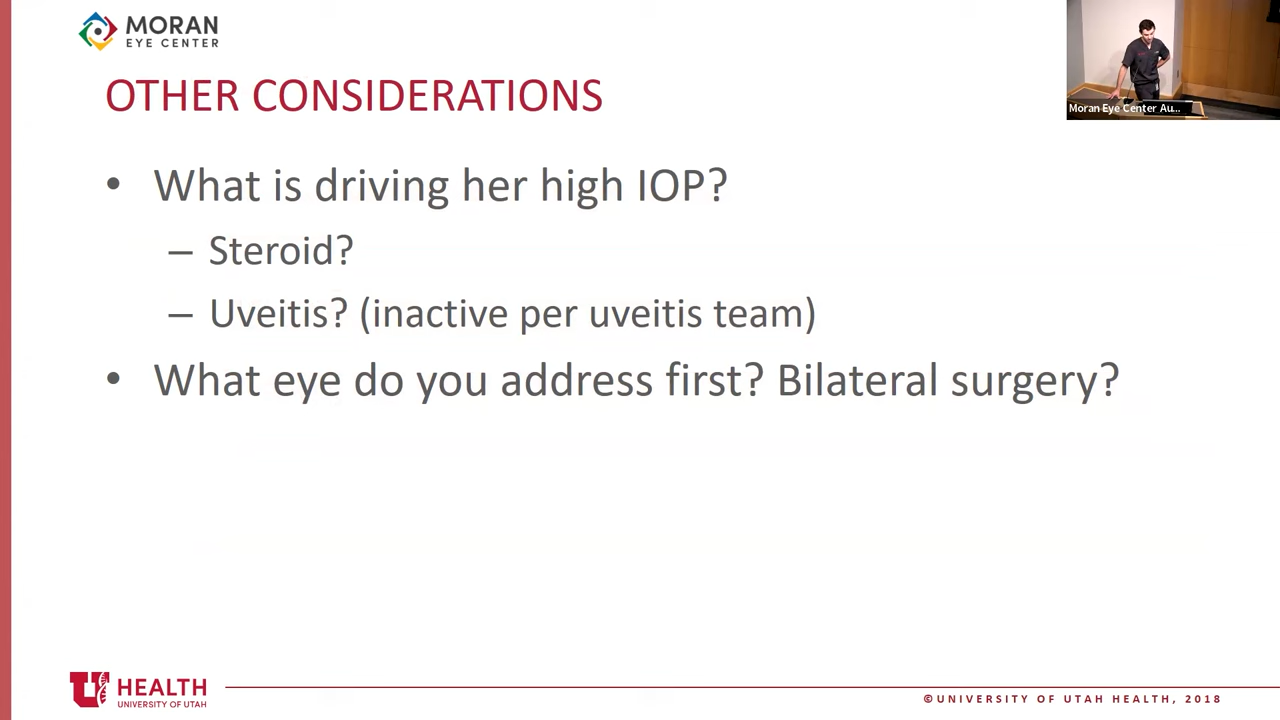 MORAN
EYE CENTER
Moran Eye Center Au...
OTHER CONSIDERATIONS
• What is driving her high IOP?
– Steroid?
– Uveitis? (inactive per uveitis team)
• What eye do you address first? Bilateral surgery?
U HEALTH
UNIVERSITY OF UTAH
©UNIVERSITY OF UTAH HEALTH, 2018